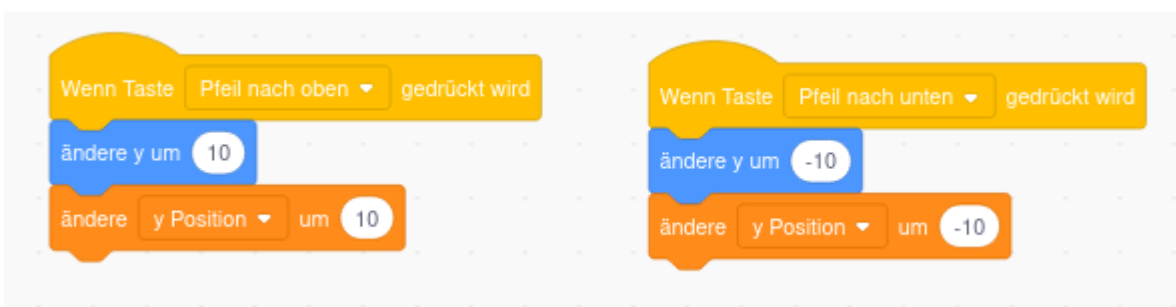 Wenn Taste Pfeil nach oben gedrückt wird
ändere y um 10
ändere y Position um 10
Wenn Taste Pfeil nach unten gedrückt wird
ändere y um -10
ändere y Position um -10